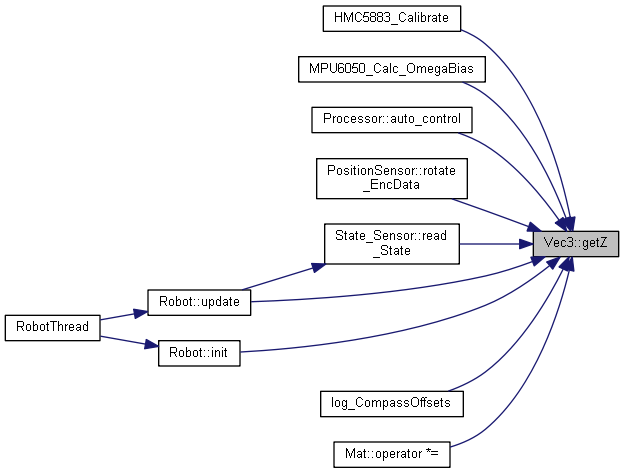 HMC5883_Calibrate
MPU6050_Calc_OmegaBias
Processor::auto_control
PositionSensor::rotate
_EncData
Vec3::getZ
State_Sensor::read
_State
Robot::update
RobotThread
Robot::init
log_CompassOffsets
Mat::operator *=